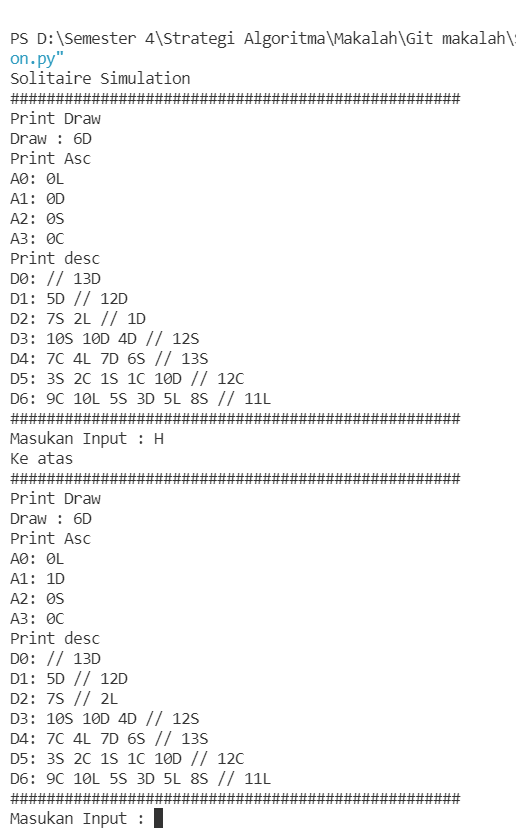 PS D:\Semester 4\Strategi Algoritma\Makalah\Git makalah\
on.py"
Solitaire Simulation
##################################################
Print Draw
Draw : 6D
Print Asc
A0: 0L
A1: 0D
A2: 0S
A3: 0C
Print desc
D0: // 13D
D1: 5D // 12D
D2: 7S 2L // 1D
D3: 10S 10D 4D // 12S
D4: 7C 4L 7D 6S // 13S
D5: 3S 2C 1S 1C 10D // 12C
D6: 9C 10L 5S 3D 5L 8S // 11L
##################################################
Masukan Input : H
Ke atas
##################################################
Print Draw
Draw : 6D
Print Asc
A0: 0L
A1: 1D
A2: 0S
A3: 0C
Print desc
D0: // 13D
D1: 5D // 12D
D2: 7S // 2L
D3: 10S 10D 4D // 12S
D4: 7C 4L 7D 6S // 13S
D5: 3S 2C 1S 1C 10D // 12C
D6: 9C 10L 5S 3D 5L 8S // 11L
##################################################
Masukan Input :